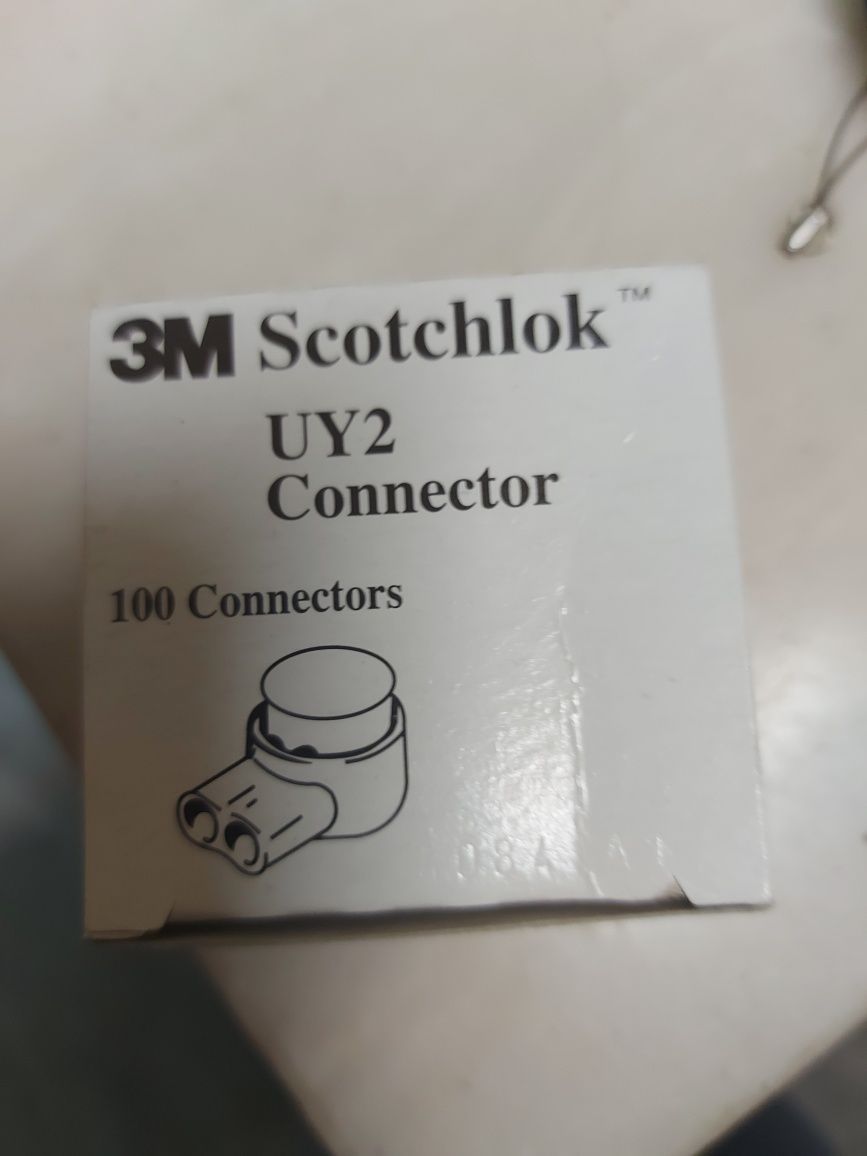 3M Scotchlok™
UY2
Connector
100 Connectors